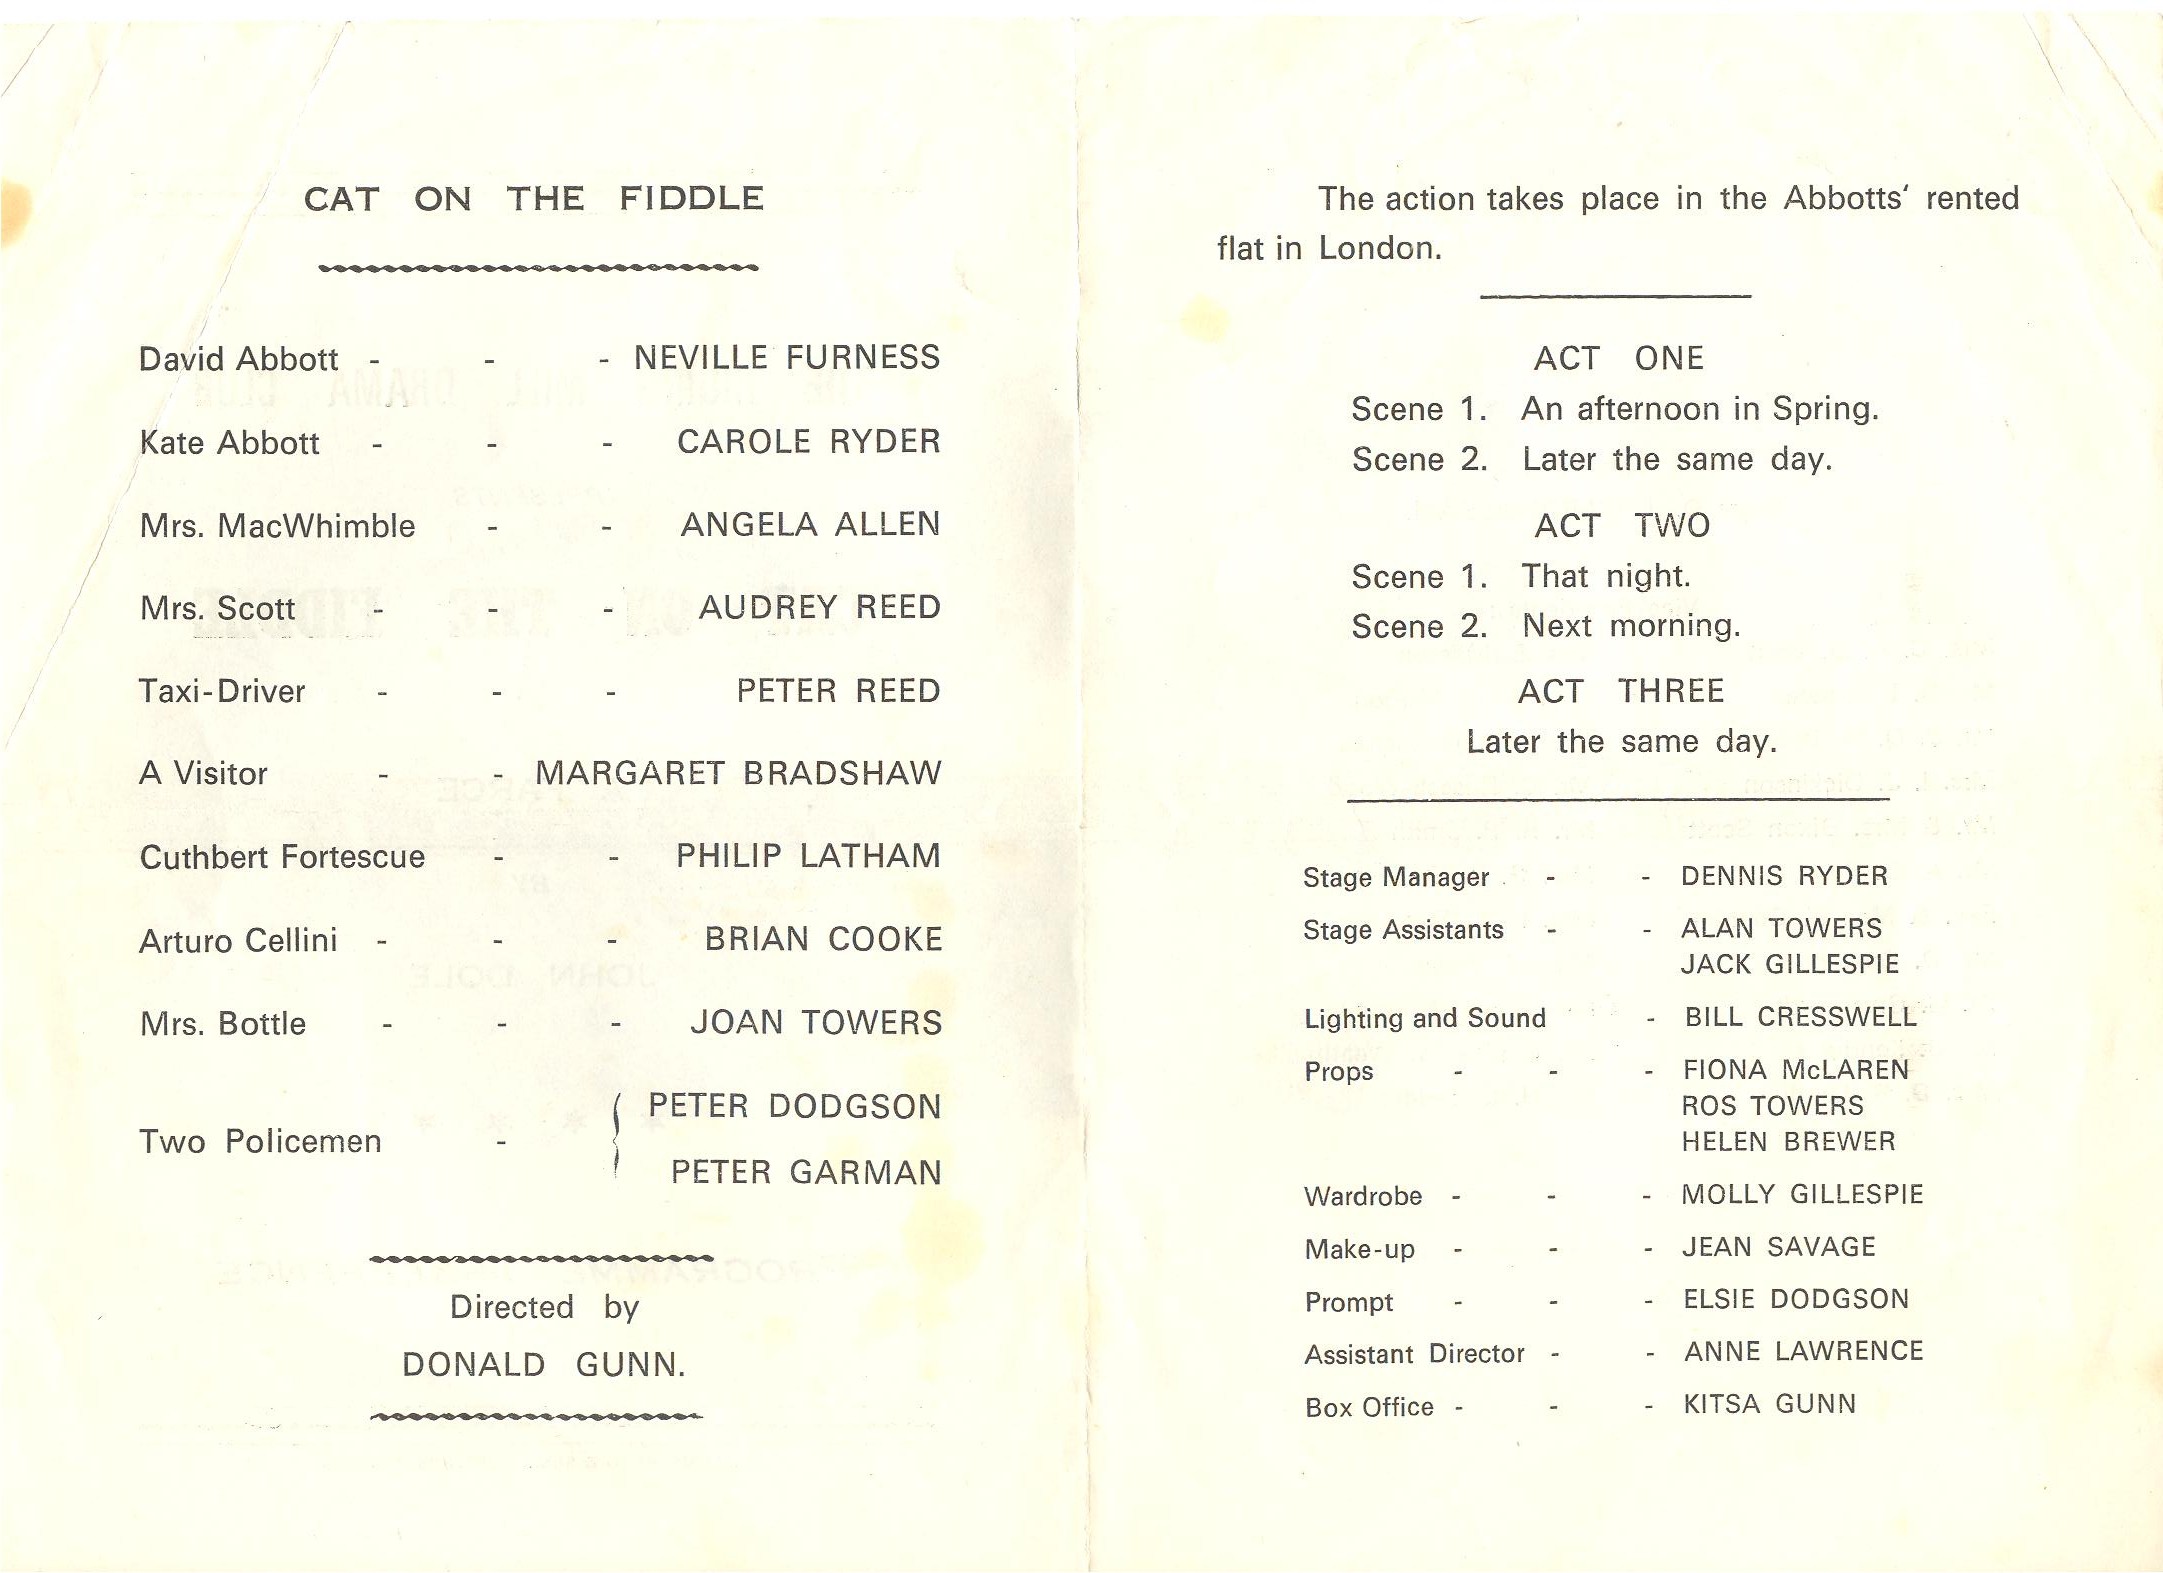 CAT ON THE FIDDLE
David Abbott - - - NEVILLE FURNESS
Kate Abbott - - - CAROLE RYDER
Mrs. MacWhimble - - ANGELA ALLEN
Mrs. Scott - - - AUDREY REED
Taxi-Driver - - - PETER REED
A Visitor - - MARGARET BRADSHAW
Cuthbert Fortescue - - PHILIP LATHAM
Arturo Cellini - - - BRIAN COOKE
Mrs. Bottle - - - JOAN TOWERS
Two Policemen - { PETER DODGSON
PETER GARMAN
Directed by
DONALD GUNN.
The action takes place in the Abbotts' rented
flat in London.
ACT ONE
Scene 1. An afternoon in Spring.
Scene 2. Later the same day.
ACT TWO
Scene 1. That night.
Scene 2. Next morning.
ACT THREE
Later the same day.
Stage Manager - - DENNIS RYDER
Stage Assistants - - ALAN TOWERS
JACK GILLESPIE
Lighting and Sound - BILL CRESSWELL
Props - - - FIONA McLAREN
ROS TOWERS
HELEN BREWER
Wardrobe - - - MOLLY GILLESPIE
Make-up - - - JEAN SAVAGE
Prompt - - - ELSIE DODGSON
Assistant Director - - ANNE LAWRENCE
Box Office - - - KITSA GUNN